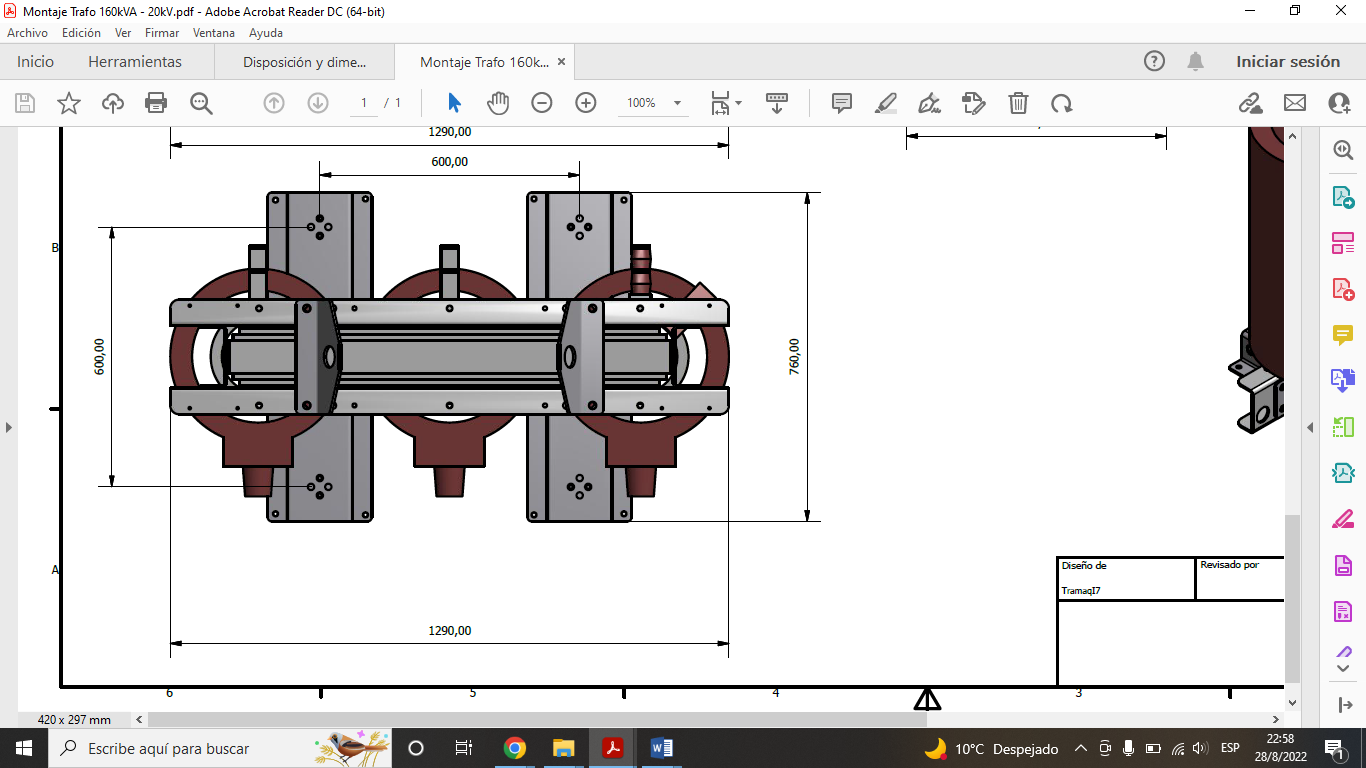 Montaje Trafo 160kVA - 20kV.pdf - Adobe Acrobat Reader DC (64-bit)
Archivo Edición Ver Firmar Ventana Ayuda
Inicio Herramientas Disposición y dime... Montaje Trafo 160k... × Iniciar sesión
1 / 1 100%
1290,00
600,00
B
600,00
760,00
A
Diseño de
Revisado por
TramaqI7
1290,00
6 5 4 3
420 x 297 mm
Escribe aquí para buscar
10°C Despejado
ESP
22:58
28/8/2022
1